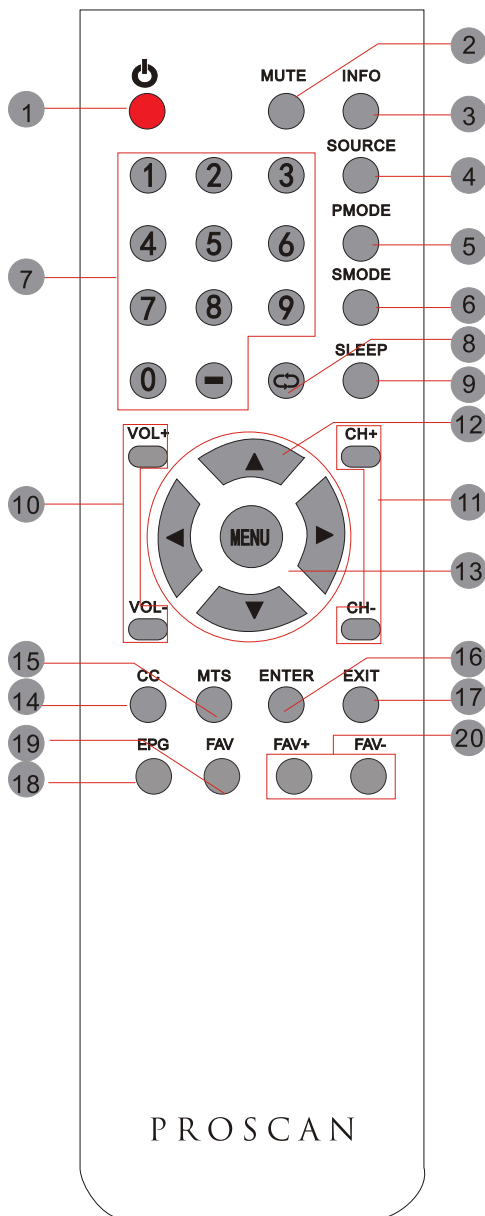 MUTE INFO
2
1
3
SOURCE
1 2 3
4
PMODE
4 5 6
5
7
SMODE
7 8 9
6
8
SLEEP
0 -
9
12
VOL+ CH+
10
11
MENU
13
VOL- CH-
15
16
CC MTS ENTER EXIT
14
17
19
20
EPG FAV FAV+ FAV-
18
PROSCAN